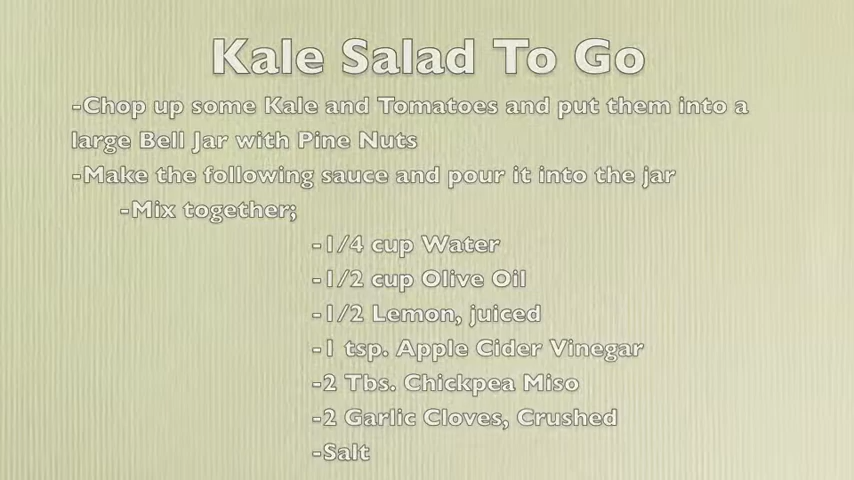 Kale Salad To Go
-Chop up some Kale and Tomatoes and put them into a
large Bell Jar with Pine Nuts
-Make the following sauce and pour it into the jar
-Mix together;
-1/4 cup Water
-1/2 cup Olive Oil
-1/2 Lemon, juiced
-1 tsp. Apple Cider Vinegar
-2 Tbs. Chickpea Miso
-2 Garlic Cloves, Crushed
-Salt